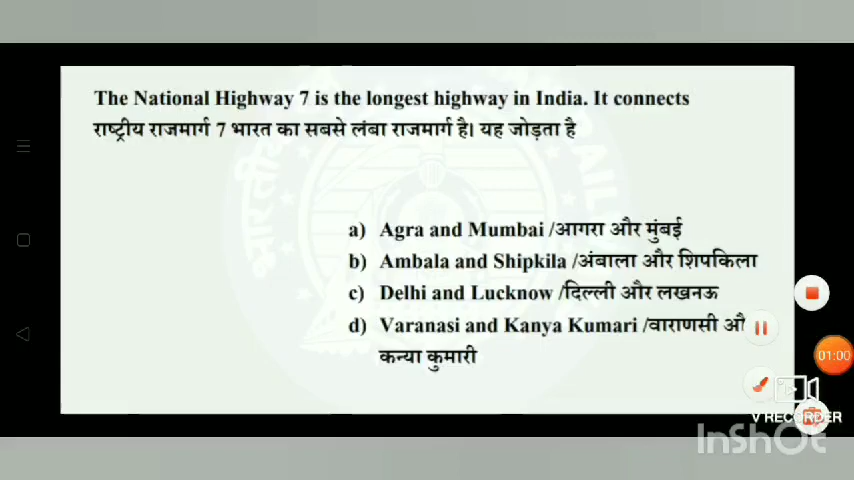 The National Highway 7 is the longest highway in India. It connects
राष्ट्रीय राजमार्ग 7 भारत का सबसे लंबा राजमार्ग है। यह जोड़ता है
a) Agra and Mumbai /आगरा और मुंबई
b) Ambala and Shipkila /अंबाला और शिपकिला
c) Delhi and Lucknow /दिल्ली और लखनऊ
d) Varanasi and Kanya Kumari /वाराणसी औ
कन्या कुमारी
01:00
V RECORDER
InShOt